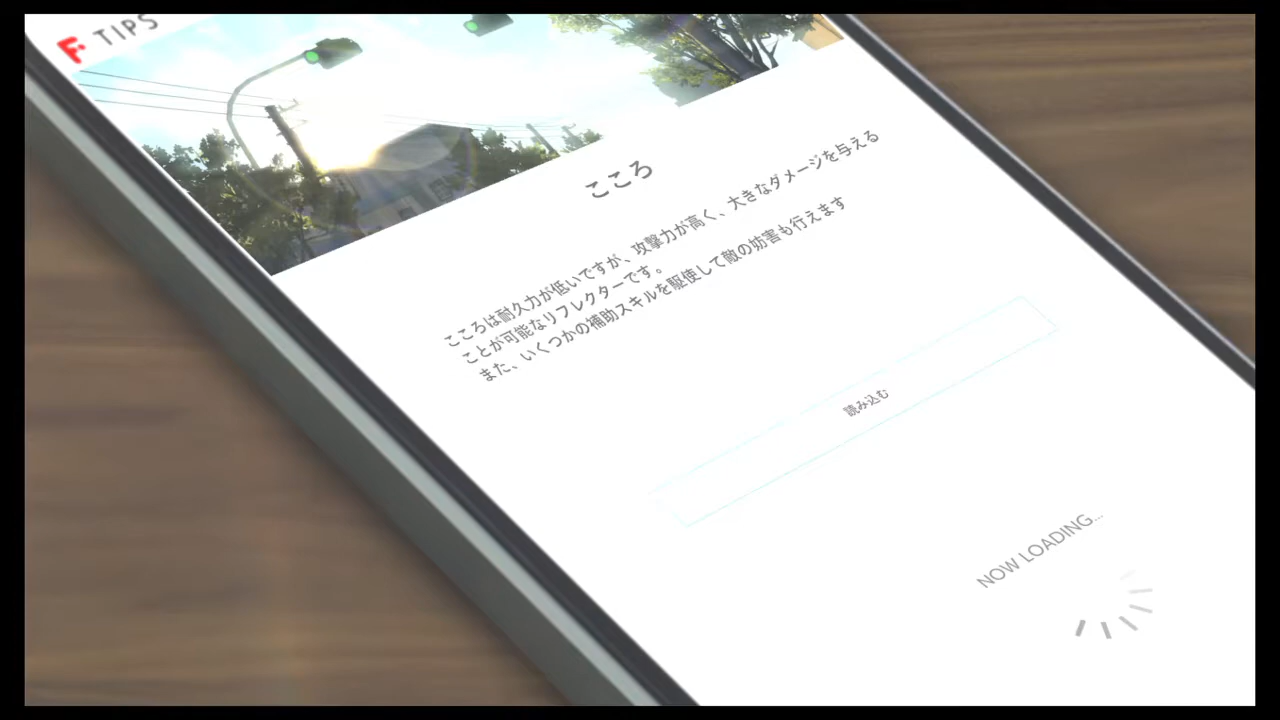 TIPS
こころ
こころは耐久力が低いですが、攻撃力が高く、大きなダメージを与える
ことが可能なリフレクターです。
また、いくつかの補助スキルを駆使して敵の妨害も行えます
読み込む
NOW LOADING...